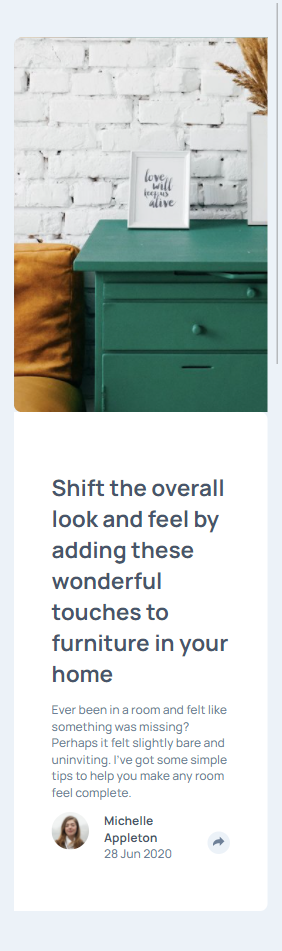 love
will
keep us
alive
Shift the overall
look and feel by
adding these
wonderful
touches to
furniture in your
home
Ever been in a room and felt like
something was missing?
Perhaps it felt slightly bare and
uninviting. I've got some simple
tips to help you make any room
feel complete.
Michelle
Appleton
28 Jun 2020